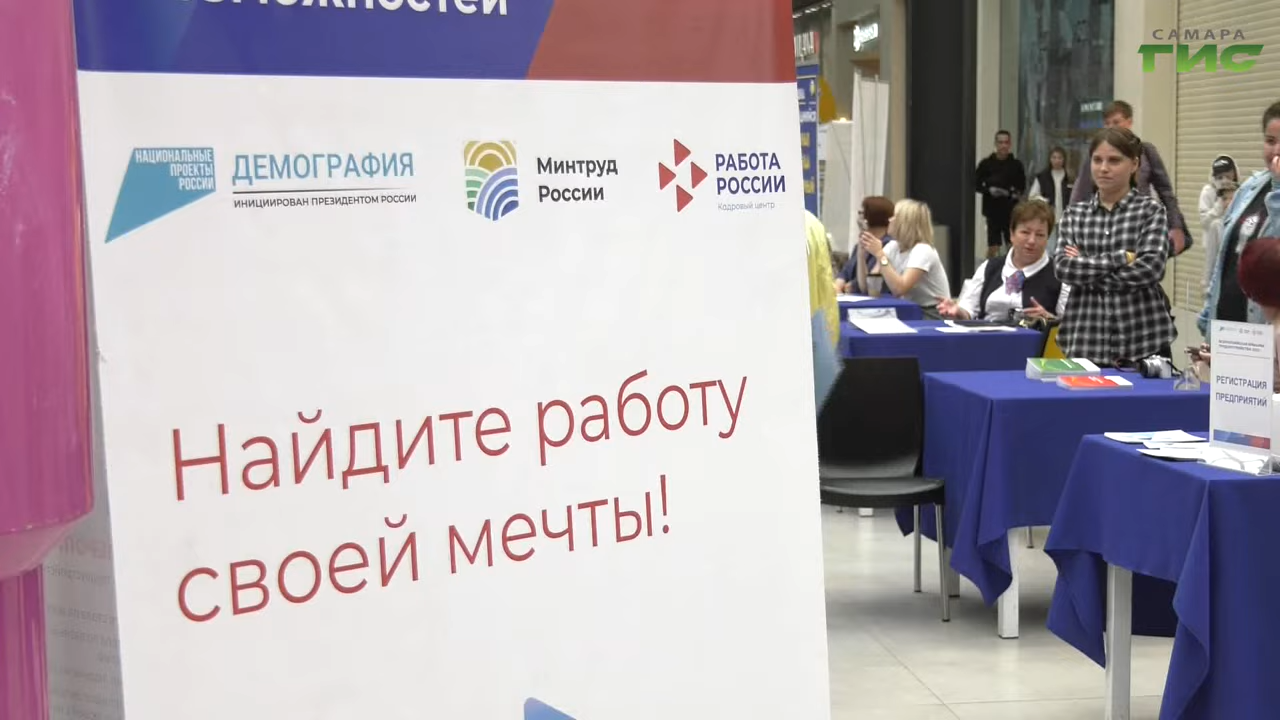 САМАРА
ГИС
НАЦИОНАЛЬНЫЕ
ПРОЕКТЫ
РОССИИ
ДЕМОГРАФИЯ
ИНИЦИИРОВАН ПРЕЗИДЕНТОМ РОССИИ
МИНТРУД
РОССИИ
РАБОТА
РОССИИ
Кадровый центр
Найдите работу
своей мечты!
РЕГИСТРАЦИЯ
ПРЕДПРИЯТИЙ